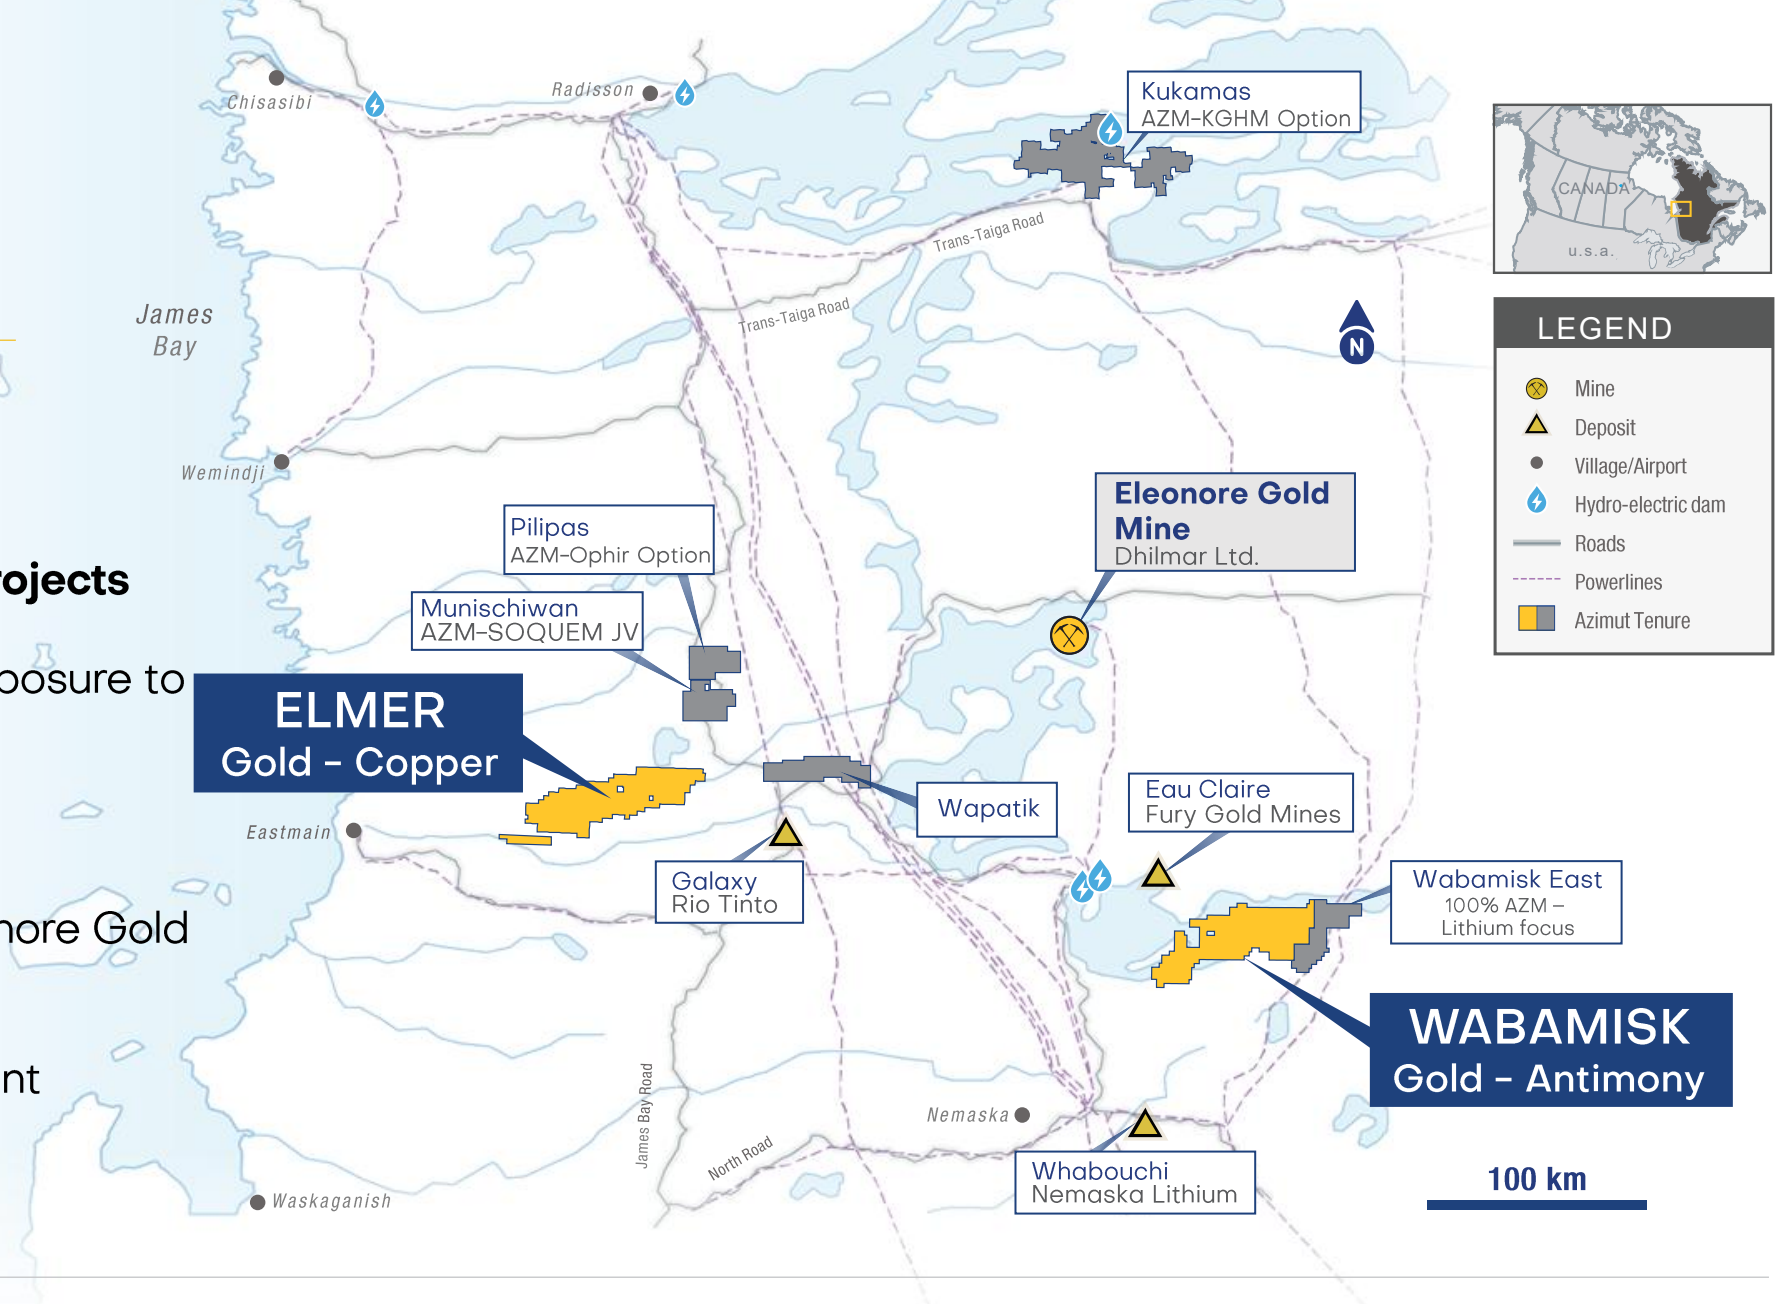 Chisasibi
Radisson
Kukamas
AZM-KGHM Option
CANADA
u.s.a.
Trans-Taiga Road
Trans-Taiga Road
James
Bay
N
LEGEND
Mine
Deposit
Village/Airport
Hydro-electric dam
Roads
Powerlines
Azimut Tenure
Wemindji
Eleonore Gold
Mine
Dhilmar Ltd.
Pilipas
AZM-Ophir Option
rojects
Munischiwan
AZM-SOQUEM JV
posure to
ELMER
Gold - Copper
Wapatik
Eau Claire
Fury Gold Mines
Eastmain
Galaxy
Rio Tinto
Wabamisk East
100% AZM –
Lithium focus
nore Gold
WABAMISK
Gold - Antimony
nt
James Bay Road
North Road
Nemaska
Whabouchi
Nemaska Lithium
Waskaganish
100 km